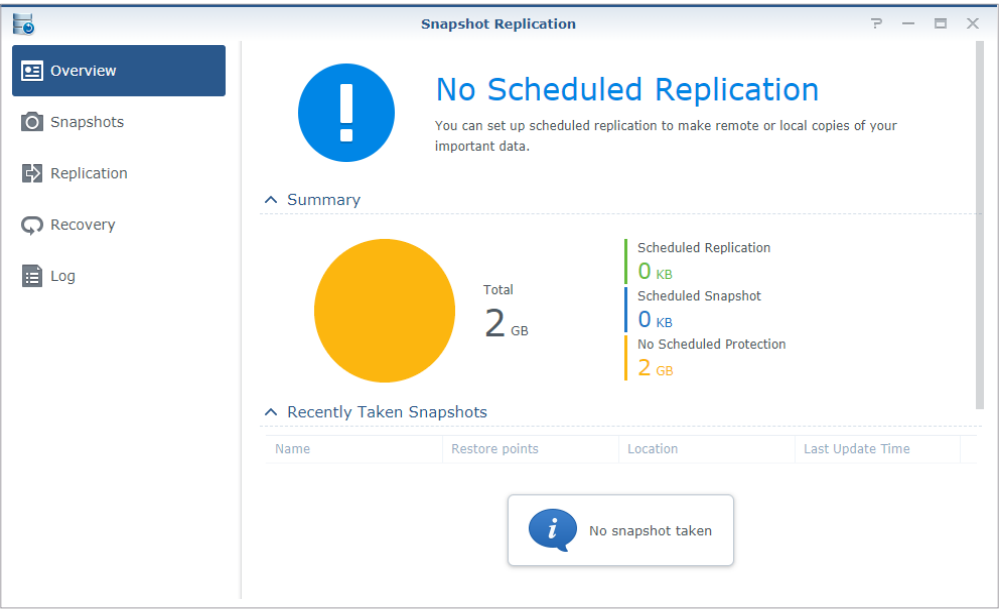 Snapshot Replication
Overview
Snapshots
Replication
Recovery
Log
No Scheduled Replication
You can set up scheduled replication to make remote or local copies of your
important data.
Summary
Total
2 GB
Scheduled Replication
0 KB
Scheduled Snapshot
0 KB
No Scheduled Protection
2 GB
Recently Taken Snapshots
Name Restore points Location Last Update Time
No snapshot taken